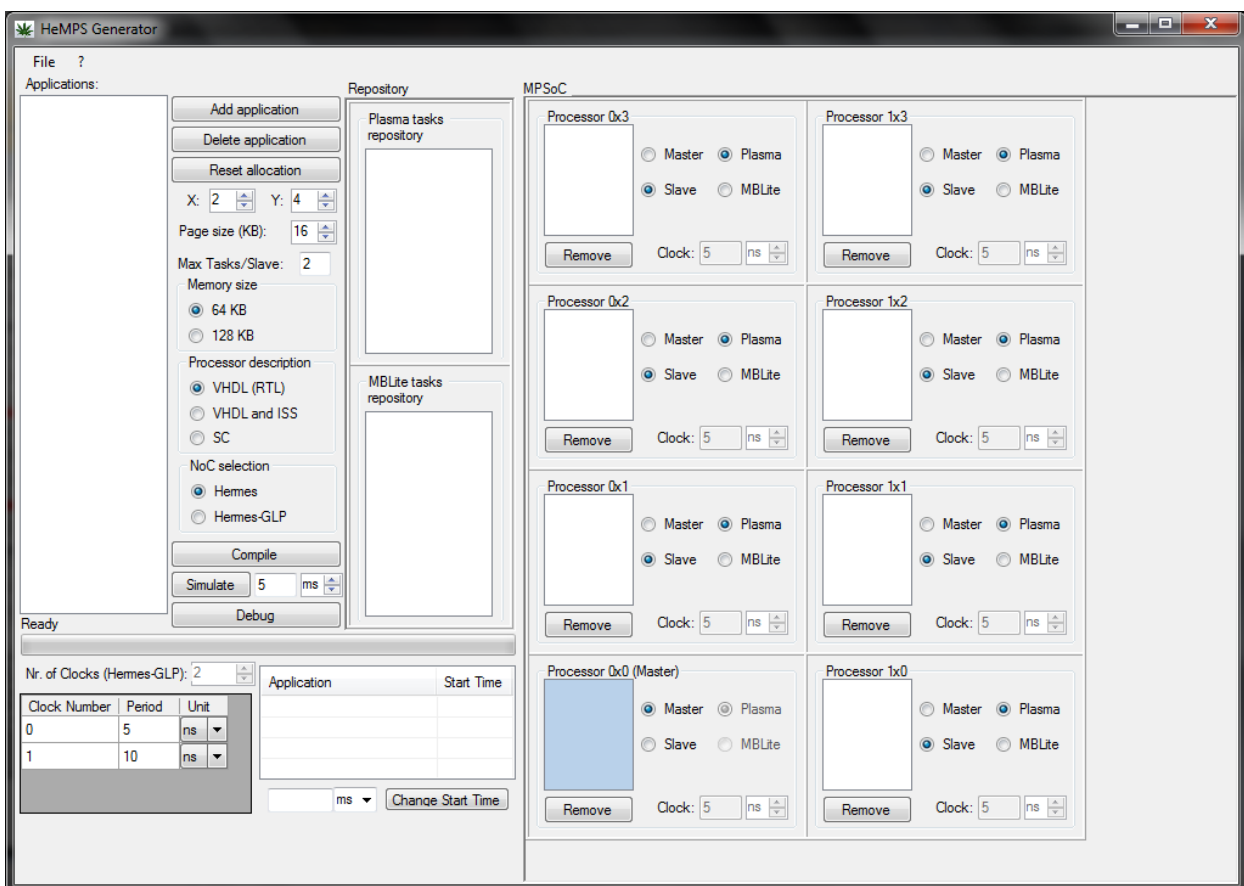 HeMPS Generator
File ?
Applications:
Add application
Delete application
Reset allocation
X: 2 Y: 4
Page size (KB): 16
Max Tasks/Slave: 2
Memory size
64 KB
128 KB
Processor description
VHDL (RTL)
VHDL and ISS
SC
NoC selection
Hermes
Hermes-GLP
Compile
Simulate 5 ms
Debug
Repository
Plasma tasks
repository
MBLite tasks
repository
Ready
Nr. of Clocks (Hermes-GLP): 2
Clock Number Period Unit
0 5 ns
1 10 ns
Application Start Time
ms Change Start Time
MPSoC
Processor 0x3
Master Plasma
Slave MBLite
Remove Clock: 5 ns
Processor 1x3
Master Plasma
Slave MBLite
Remove Clock: 5 ns
Processor 0x2
Master Plasma
Slave MBLite
Remove Clock: 5 ns
Processor 1x2
Master Plasma
Slave MBLite
Remove Clock: 5 ns
Processor 0x1
Master Plasma
Slave MBLite
Remove Clock: 5 ns
Processor 1x1
Master Plasma
Slave MBLite
Remove Clock: 5 ns
Processor 0x0 (Master)
Master Plasma
Slave MBLite
Remove Clock: 5 ns
Processor 1x0
Master Plasma
Slave MBLite
Remove Clock: 5 ns